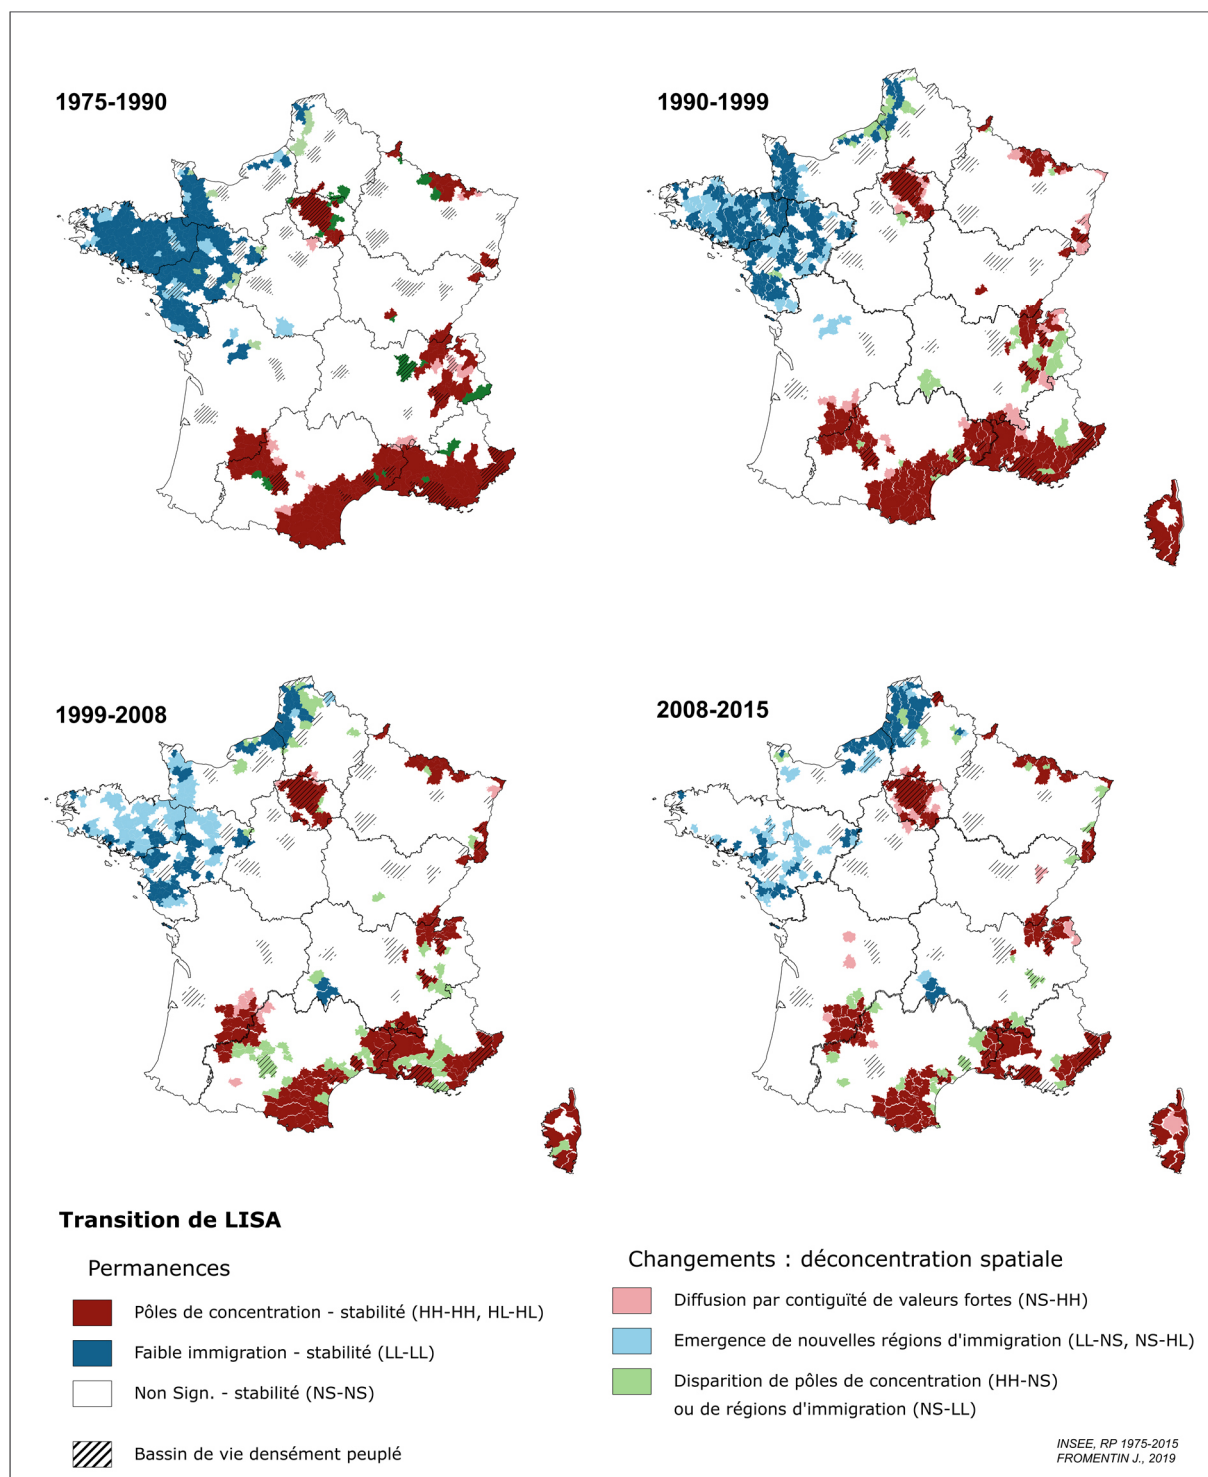 1975-1990
1990-1999
1999-2008
2008-2015
Transition de LISA
Permanences
Pôles de concentration - stabilité (HH-HH, HL-HL)
Faible immigration - stabilité (LL-LL)
Non Sign. - stabilité (NS-NS)
Bassin de vie densément peuplé
Changements : déconcentration spatiale
Diffusion par contiguïté de valeurs fortes (NS-HH)
Emergence de nouvelles régions d'immigration (LL-NS, NS-HL)
Disparition de pôles de concentration (HH-NS)
ou de régions d'immigration (NS-LL)
INSEE, RP 1975-2015
FROMENTIN J., 2019